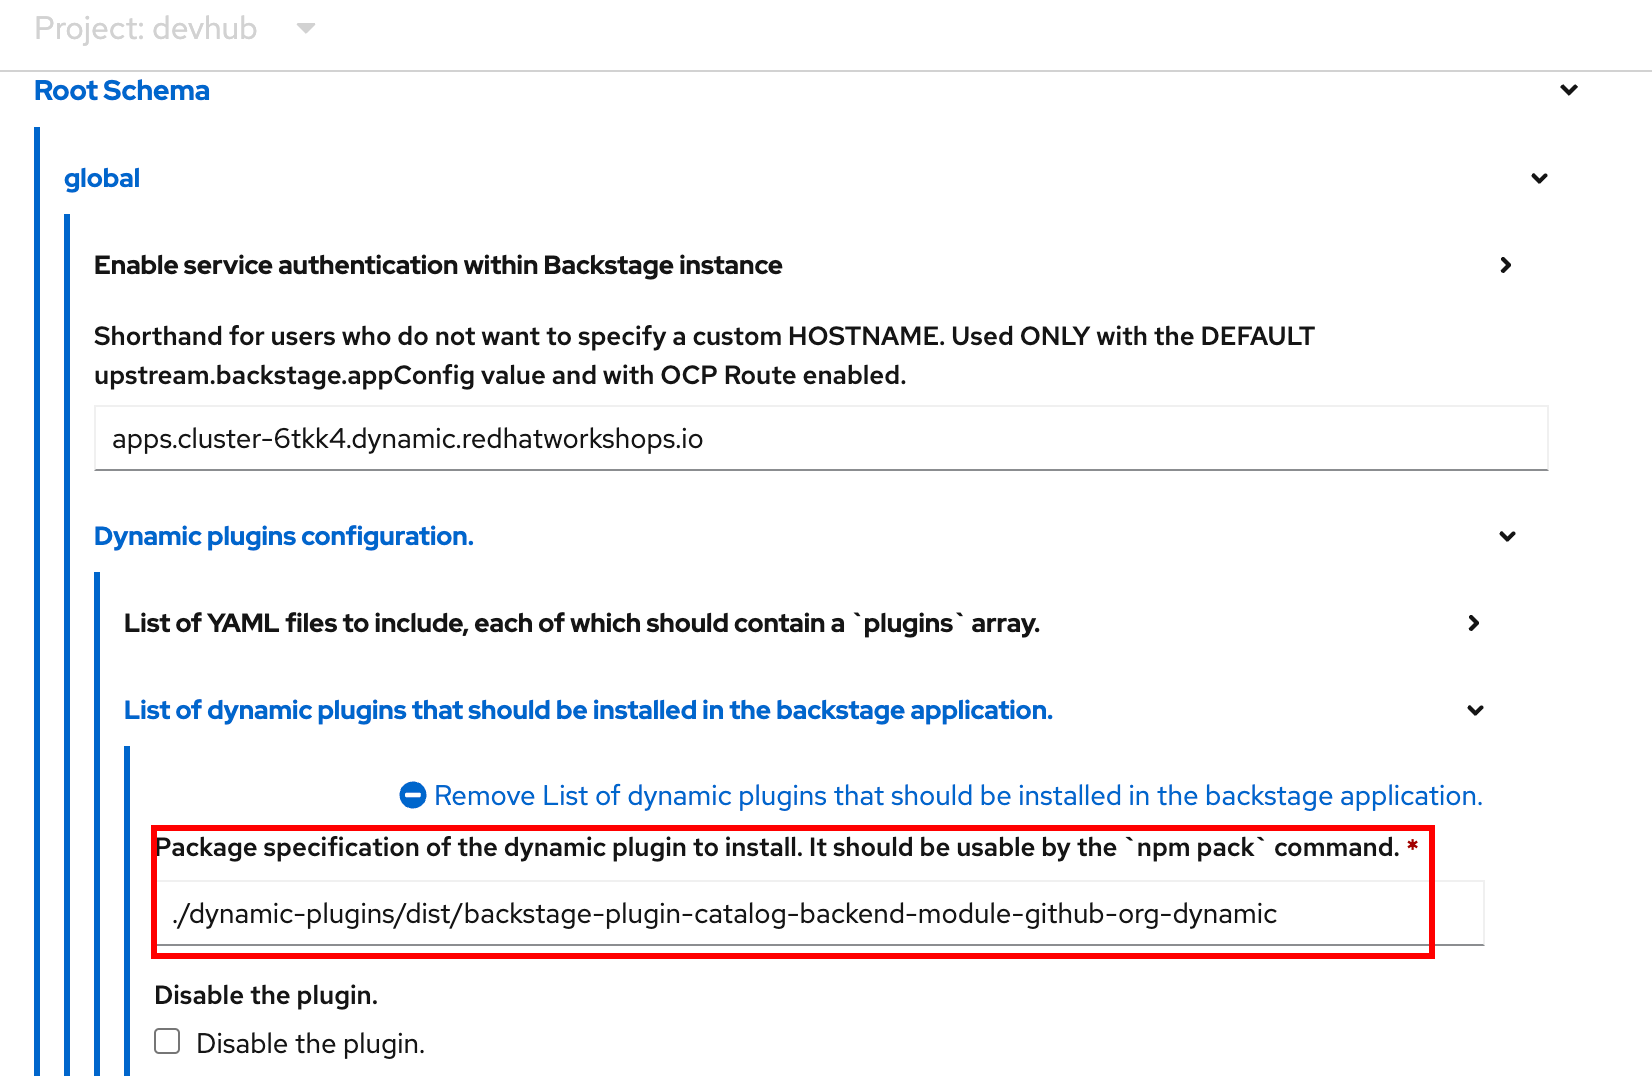 Project: devhub
Root Schema
global
Enable service authentication within Backstage instance
Shorthand for users who do not want to specify a custom HOSTNAME. Used ONLY with the DEFAULT
upstream.backstage.appConfig value and with OCP Route enabled.
apps.cluster-6tkk4.dynamic.redhatworkshops.io
Dynamic plugins configuration.
List of YAML files to include, each of which should contain a `plugins` array.
List of dynamic plugins that should be installed in the backstage application.
Remove List of dynamic plugins that should be installed in the backstage application.
Package specification of the dynamic plugin to install. It should be usable by the `npm pack` command. *
./dynamic-plugins/dist/backstage-plugin-catalog-backend-module-github-org-dynamic
Disable the plugin.
Disable the plugin.